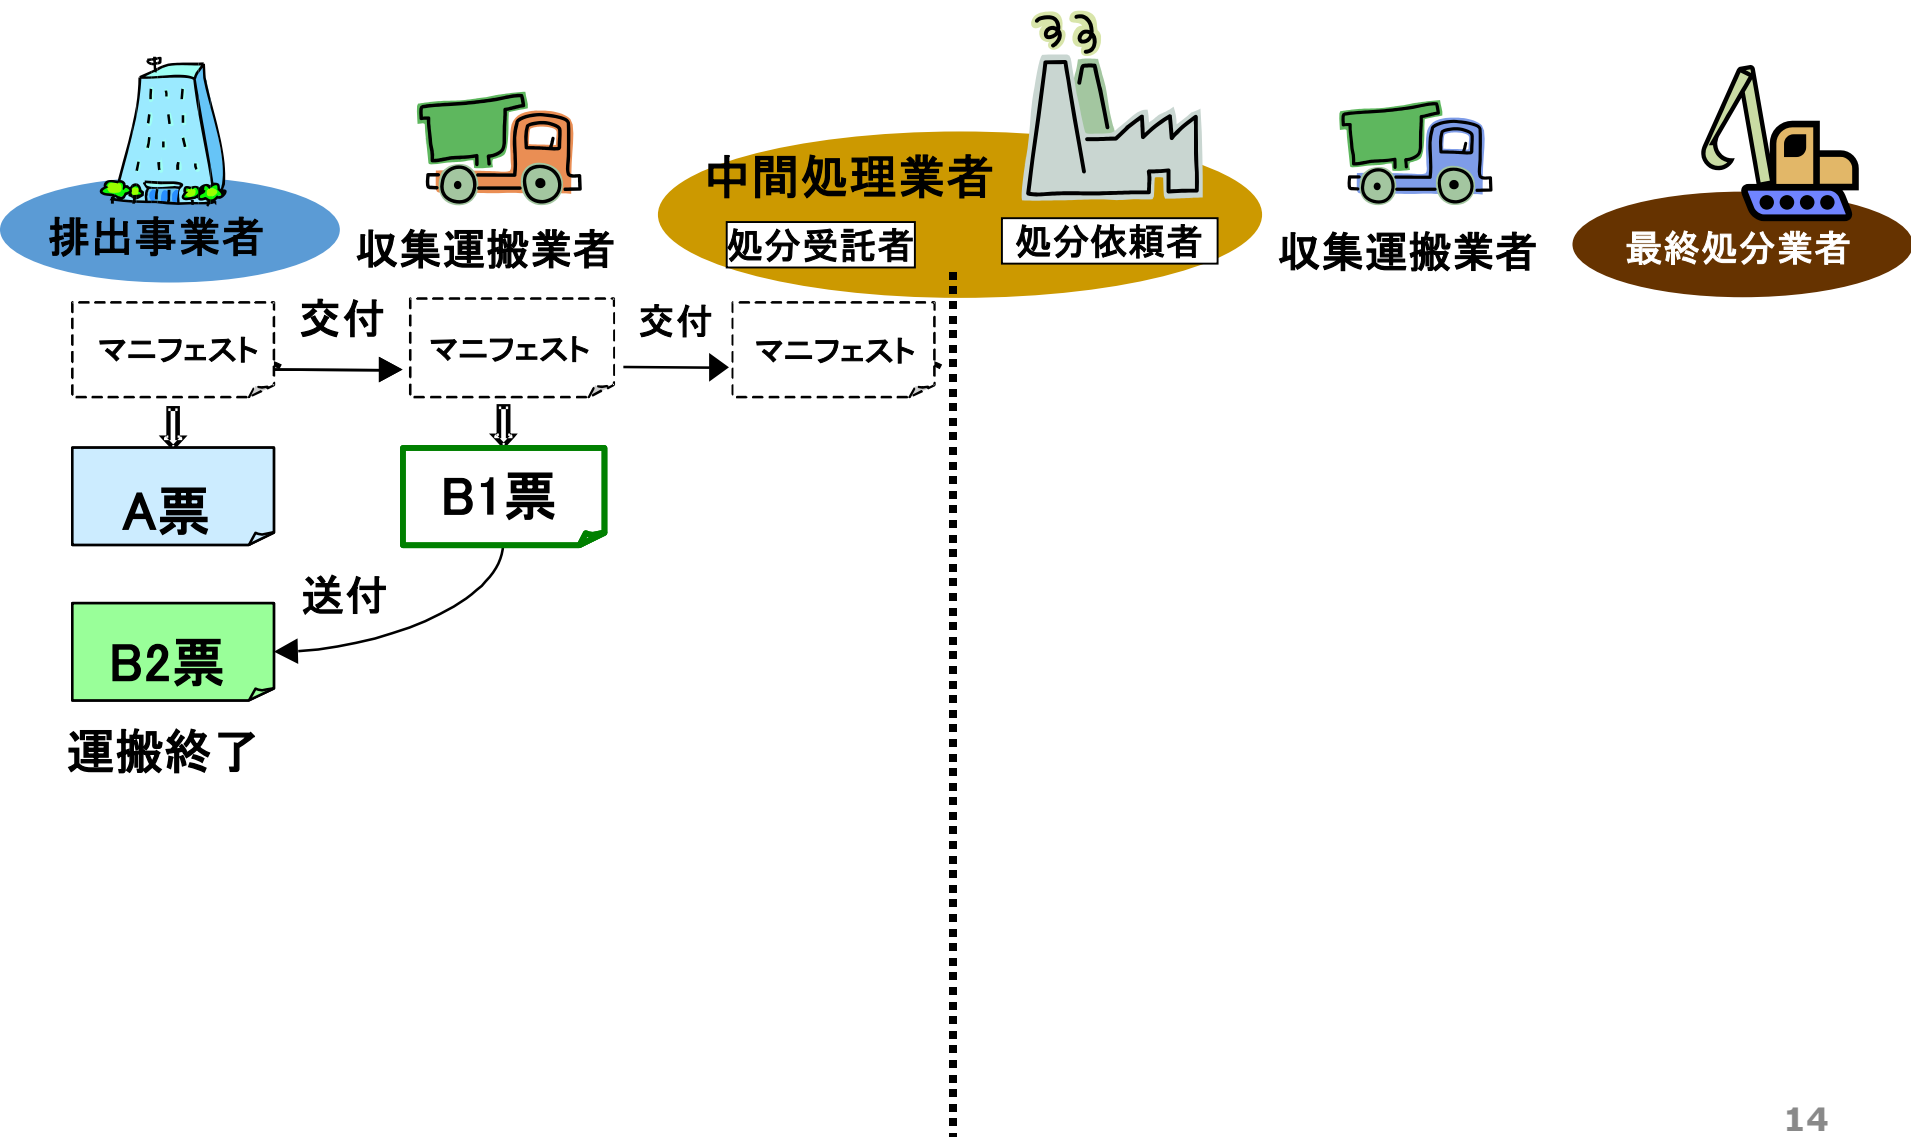 排出事業者
収集運搬業者
中間処理業者
処分受託者
処分依頼者
収集運搬業者
最終処分業者
マニフェスト
交付
マニフェスト
交付
マニフェスト
A票
B1票
送付
B2票
運搬終了
14